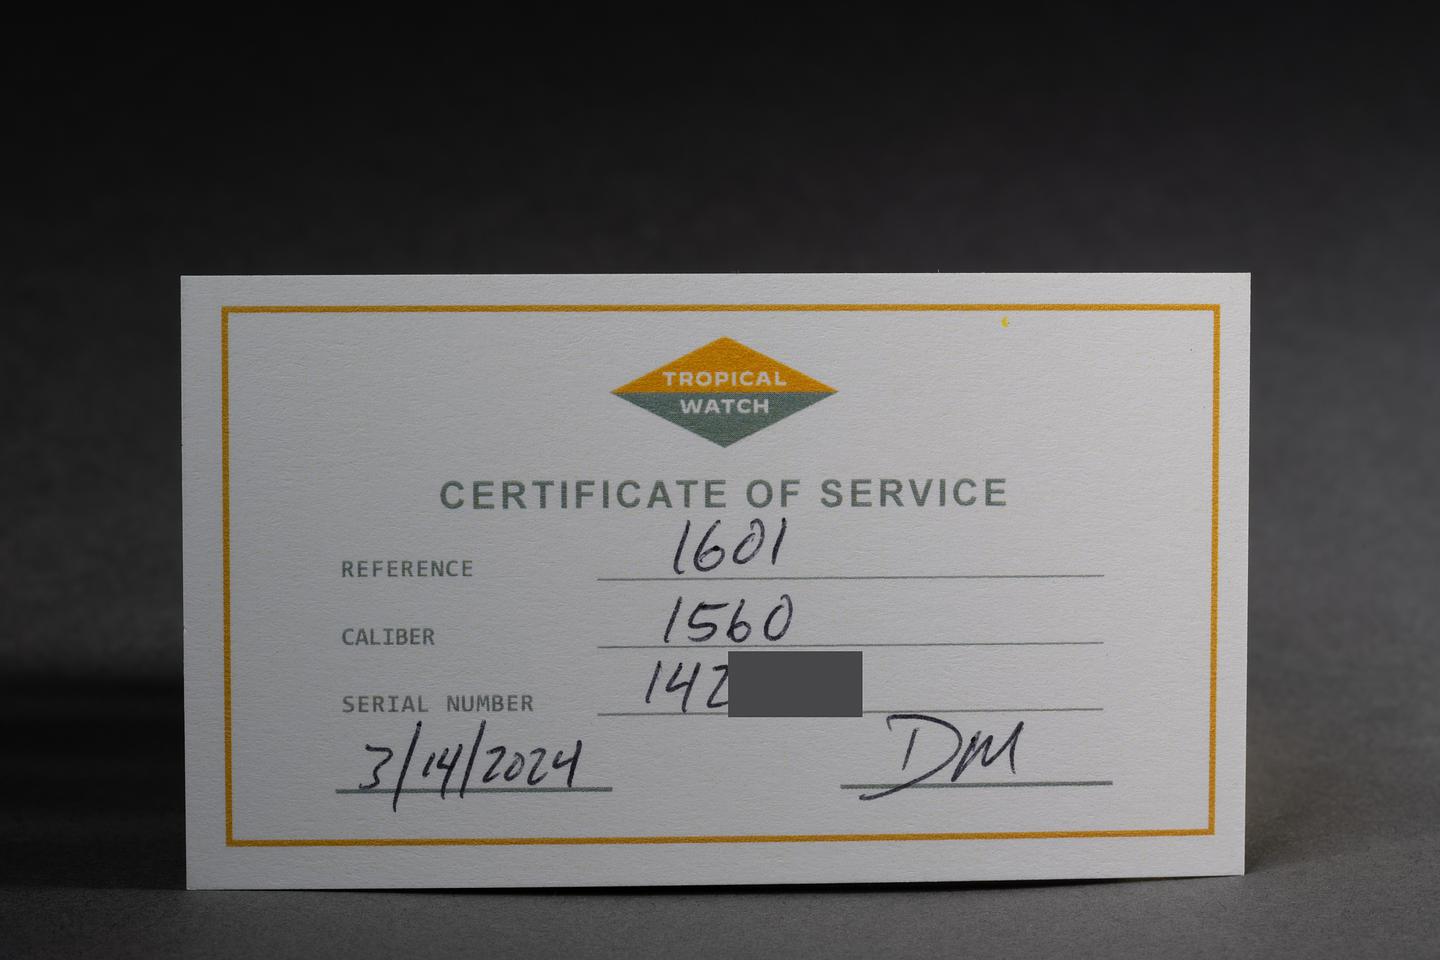 TROPICAL
WATCH
CERTIFICATE OF SERVICE
REFERENCE 1601
CALIBER 1560
SERIAL NUMBER 142
3/14/2024 DM